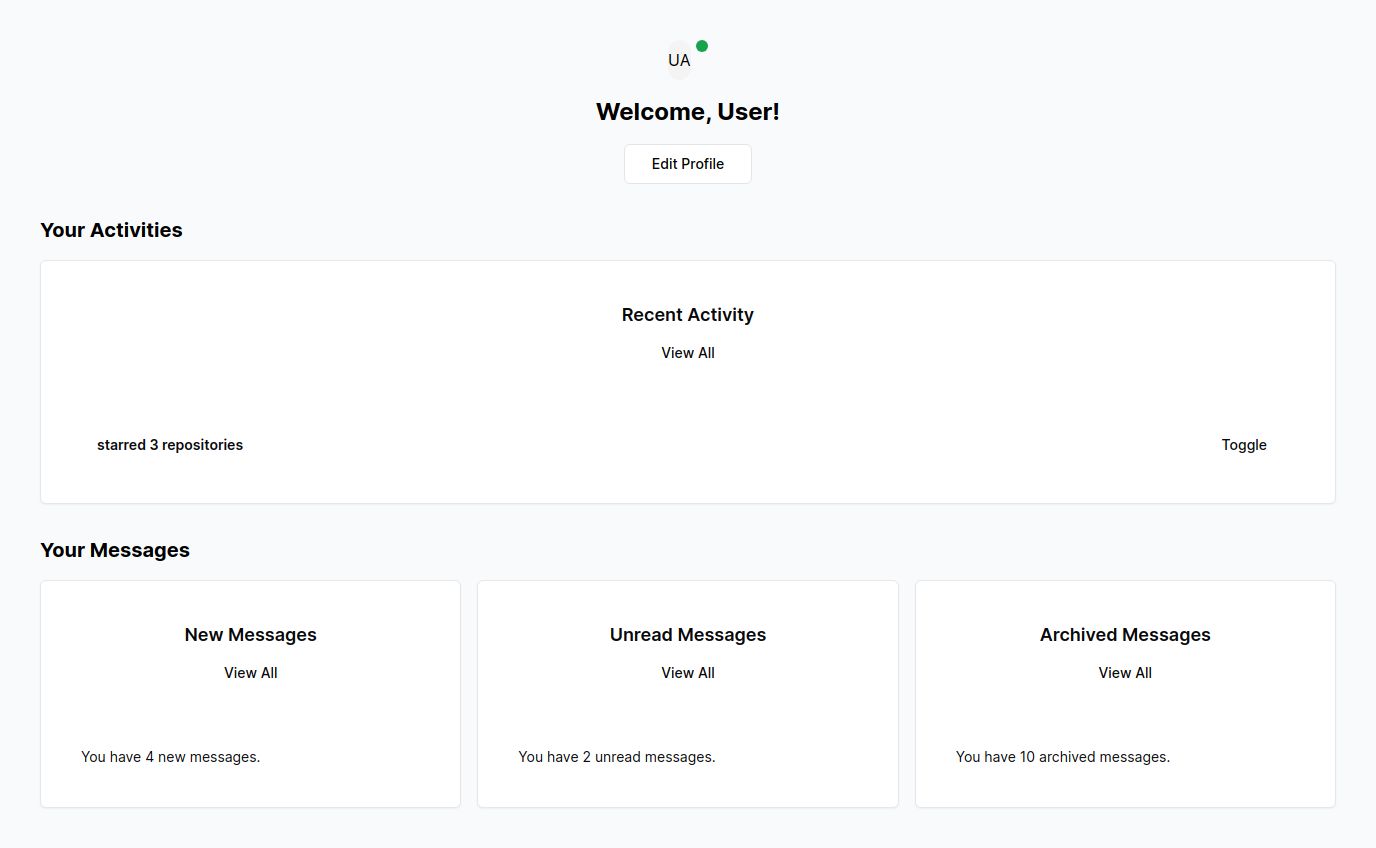 UA
Welcome, User!
Edit Profile
Your Activities
Recent Activity
View All
starred 3 repositories
Toggle
Your Messages
New Messages
View All
You have 4 new messages.
Unread Messages
View All
You have 2 unread messages.
Archived Messages
View All
You have 10 archived messages.